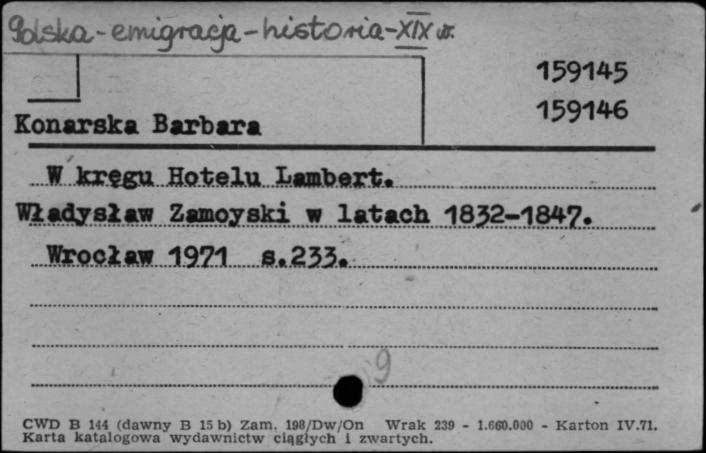 Polska-emigracja-historia-XIX w.
159145
159146
Konarska Barbara
W kręgu Hotelu Lambert.
Władysław Zamoyski w latach 1832-1847.
Wrocław 1971 s.233.
9
CWD B 144 (dawny B 15 b) Zam. 198/Dw/On Wrak 239 - 1.660.000 - Karton IV.71.
Karta katalogowa wydawnictw ciągłych i zwartych.